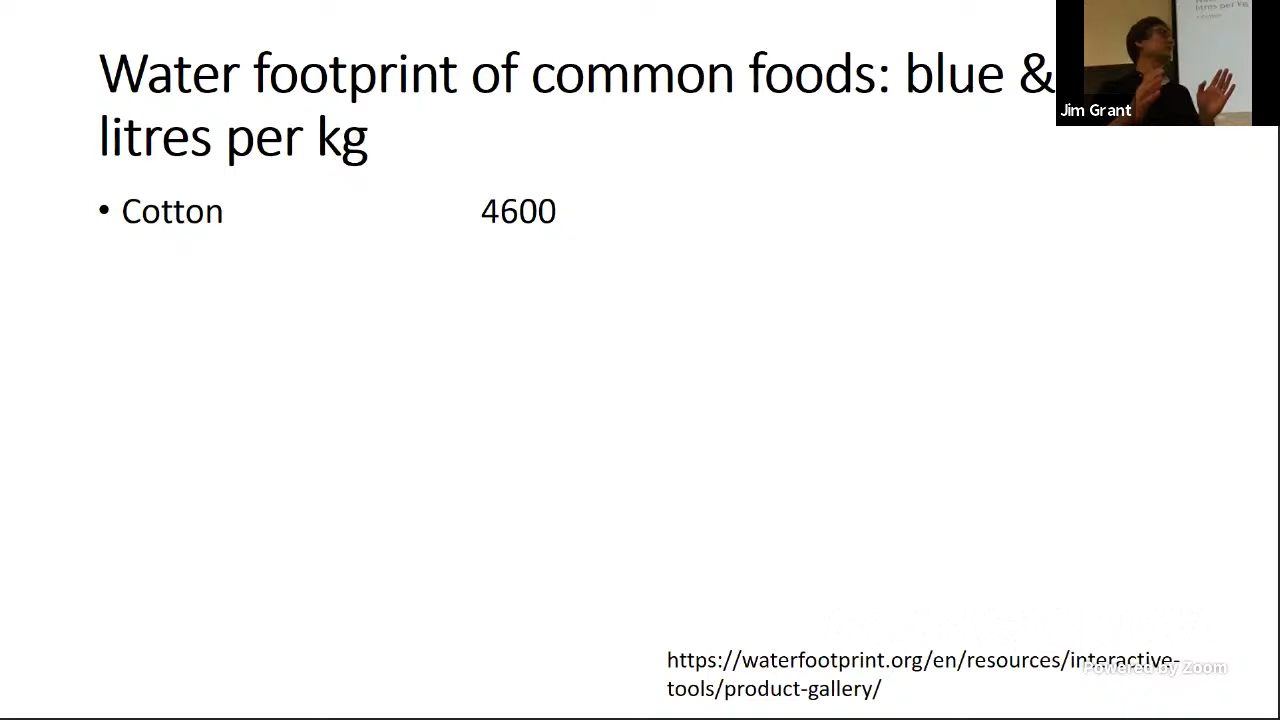 Water footprint of common foods: blue &
litres per kg
Jim Grant
• Cotton 4600
https://waterfootprint.org/en/resources/interactive-
tools/product-gallery/
Powered by Zoom